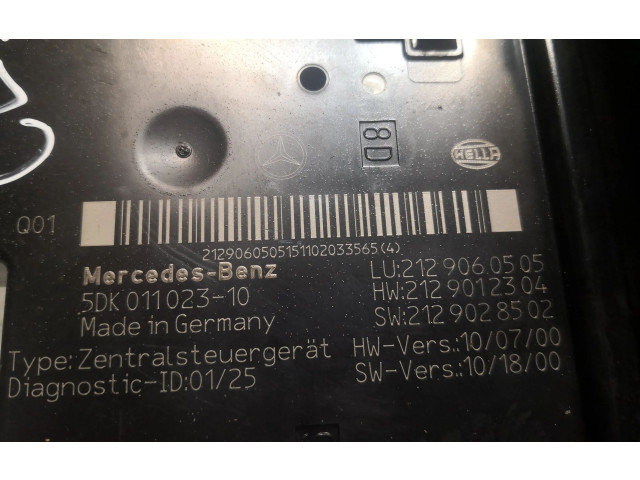 8D
HELLA
Q01
2129060505151102033565(4)
Mercedes-Benz
LU:212 906 05 05
5DK 011 023-10
HW:212 901 23 04
Made in Germany
SW:212 902 85 02
Type:Zentralsteuergerät
HW-Vers.:10/07/00
Diagnostic-ID:01/25
SW-Vers.:10/18/00